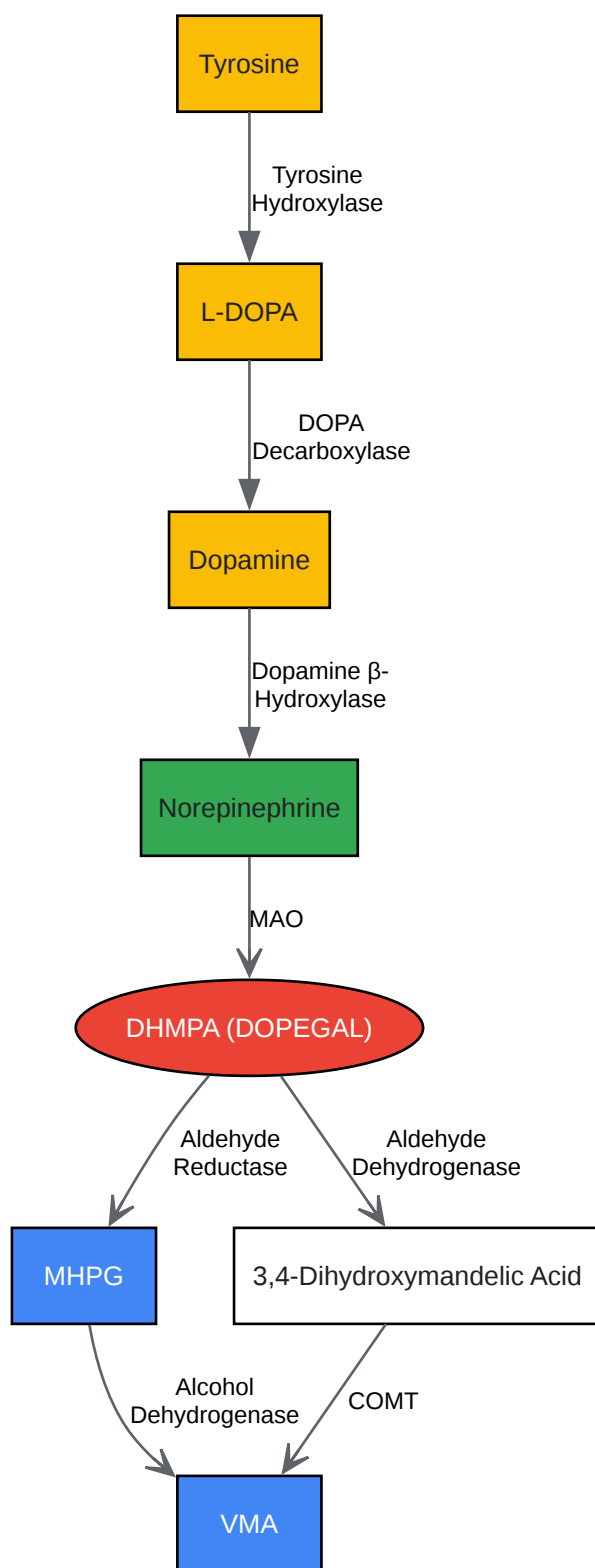 Tyrosine
Tyrosine
Hydroxylase
L-DOPA
DOPA
Decarboxylase
Dopamine
Dopamine β-
Hydroxylase
Norepinephrine
MAO
DHMPA (DOPEGAL)
Aldehyde
Reductase
Aldehyde
Dehydrogenase
MHPG
3,4-Dihydroxymandelic Acid
Alcohol
Dehydrogenase
COMT
VMA